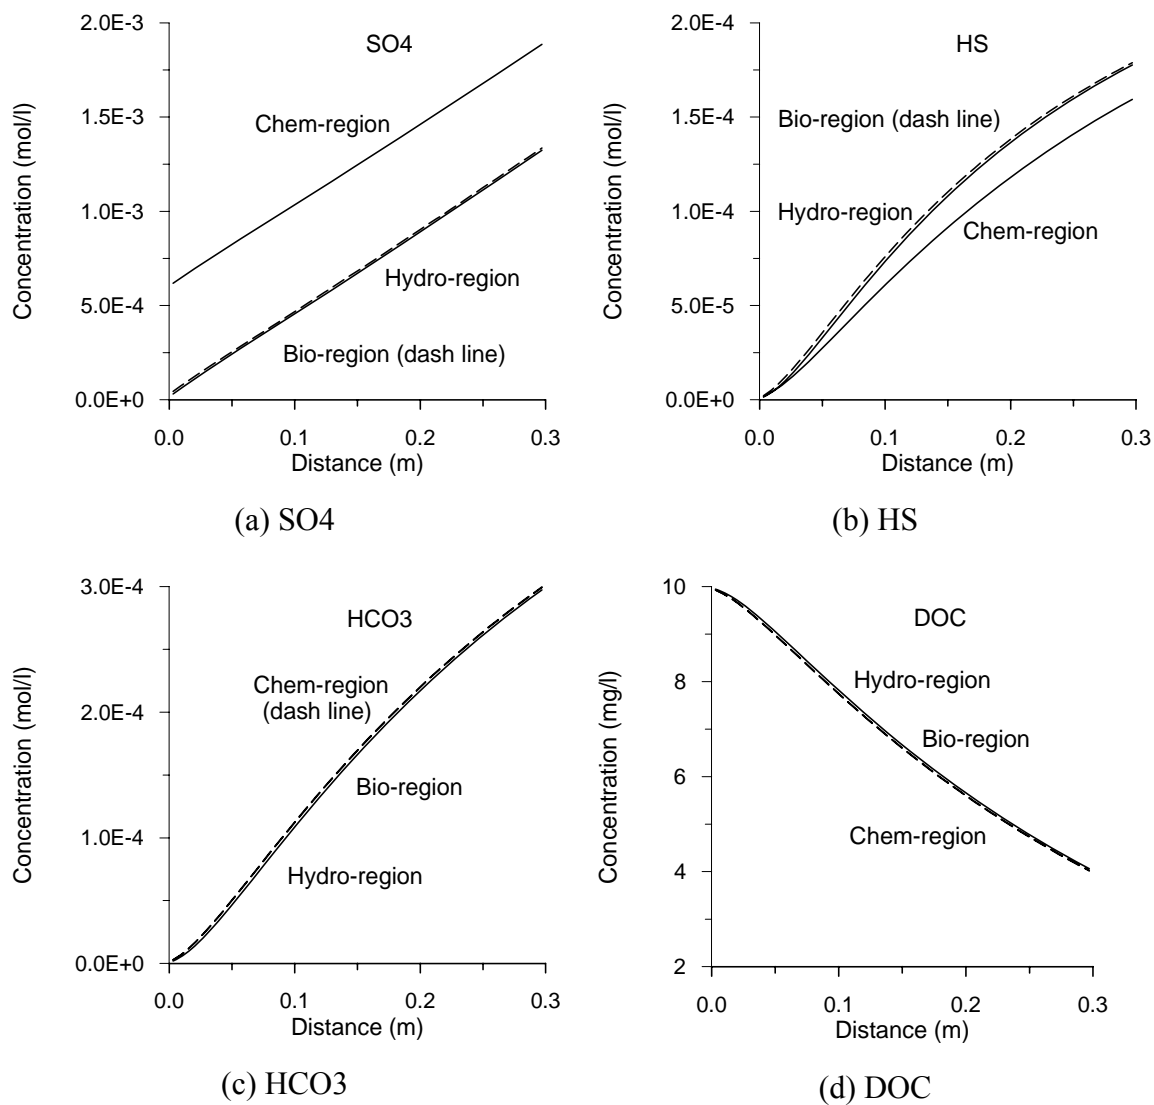 2.0E-3
1.5E-3
1.0E-3
5.0E-4
0.0E+0
Concentration (mol/l)
SO4
Chem-region
Hydro-region
Bio-region (dash line)
0.0
0.1
0.2
0.3
Distance (m)
(a) SO4
2.0E-4
1.5E-4
1.0E-4
5.0E-5
0.0E+0
Concentration (mol/l)
HS
Bio-region (dash line)
Hydro-region
Chem-region
0.0
0.1
0.2
0.3
Distance (m)
(b) HS
3.0E-4
2.0E-4
1.0E-4
0.0E+0
Concentration (mol/l)
HCO3
Chem-region
(dash line)
Bio-region
Hydro-region
0.0
0.1
0.2
0.3
Distance (m)
(c) HCO3
10
8
6
4
2
Concentration (mg/l)
DOC
Hydro-region
Bio-region
Chem-region
0.0
0.1
0.2
0.3
Distance (m)
(d) DOC